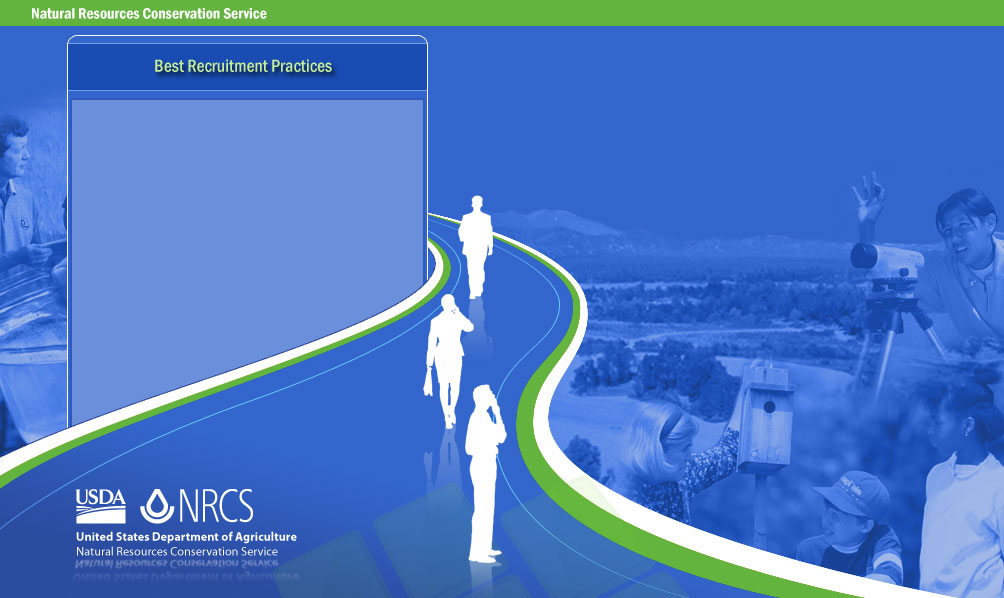 Natural Resources Conservation Service
Best Recruitment Practices
USDA NRCS
United States Department of Agriculture
Natural Resources Conservation Service